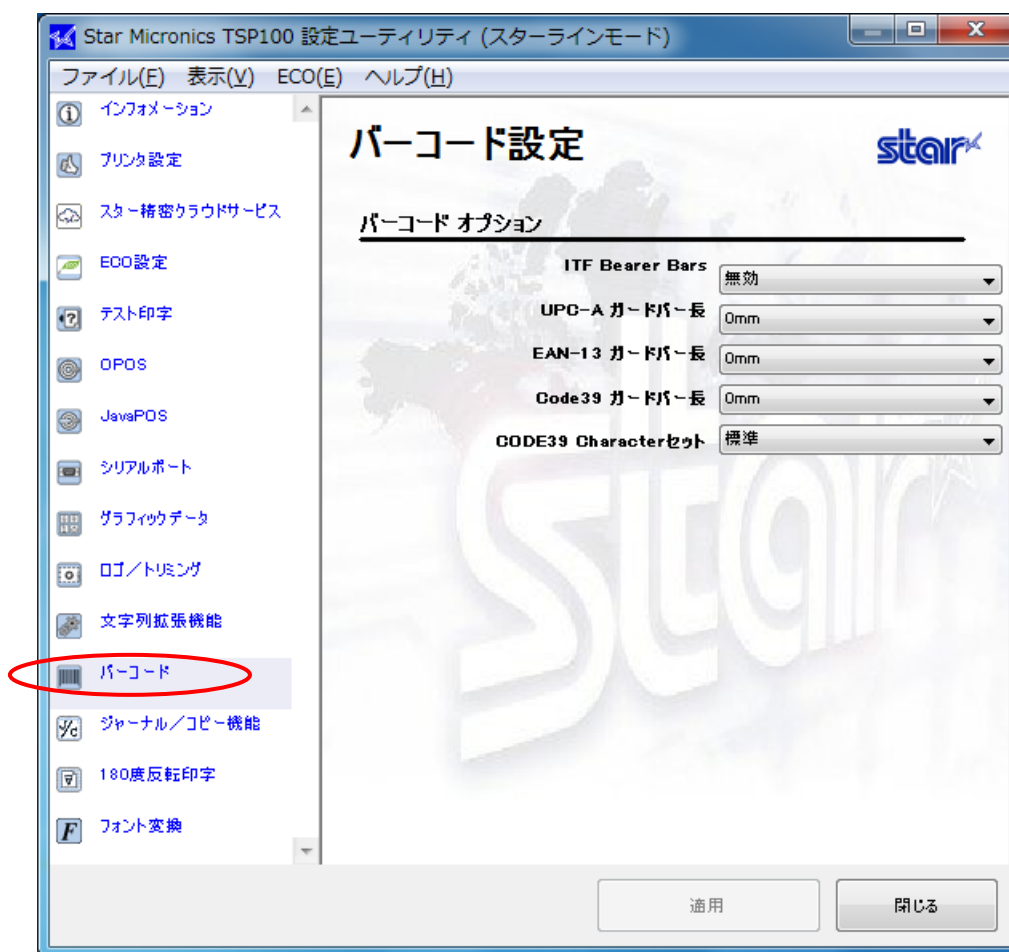 Star Micronics TSP100 設定ユーティリティ (スターラインモード)
ファイル(F) 表示(V) ECO(E) ヘルプ(H)
インフォメーション
プリンタ設定
スター精密クラウドサービス
ECO設定
テスト印字
OPOS
JavaPOS
シリアルポート
グラフィックデータ
ロゴ／トリミング
文字列拡張機能
バーコード
ジャーナル／コピー機能
180度反転印字
フォント変換
バーコード設定
star
バーコード オプション
ITF Bearer Bars 無効
UPC-A ガードバー長 0mm
EAN-13 ガードバー長 0mm
Code39 ガードバー長 0mm
CODE39 Characterセット 標準
star
適用 閉じる